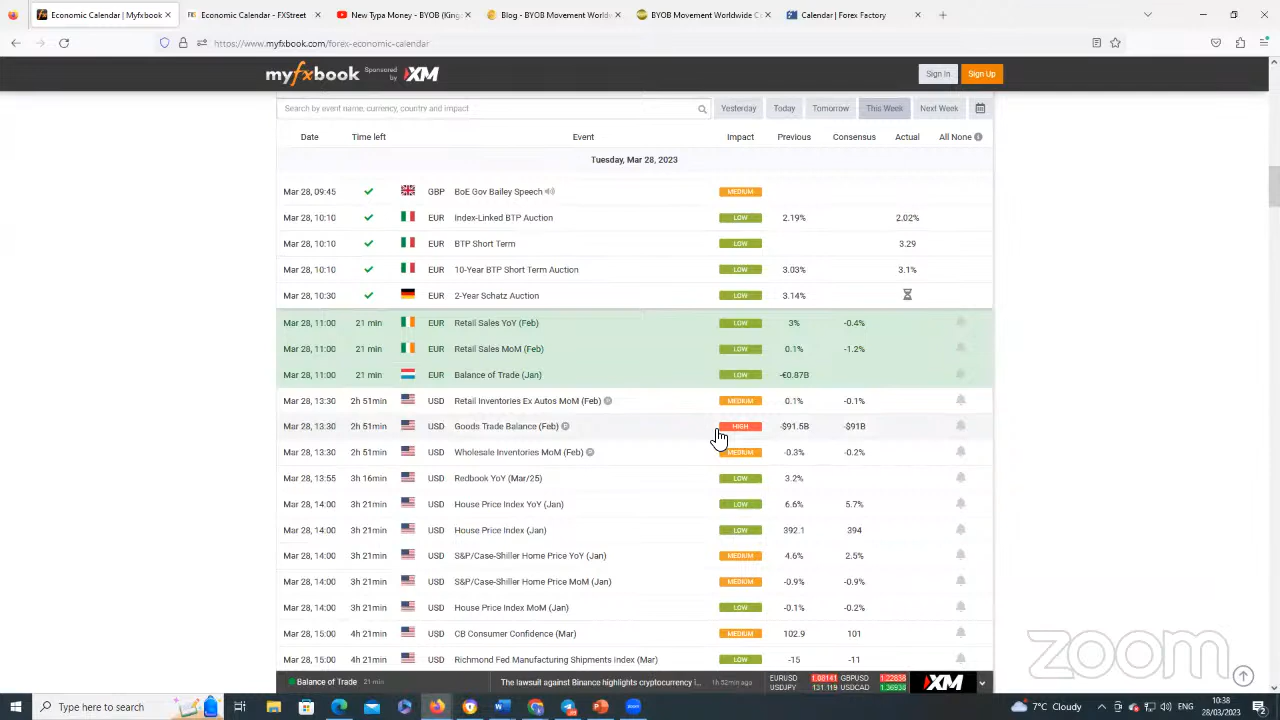 Economic Calendar | Myfxbook
Economic Calendar - FXStreet
New Money - BYOB (King
Blog - BYOB Movement Worldw
BYOB Movement Worldwide C
Calendar | Forex Factory
https://www.myfxbook.com/forex-economic-calendar
myfxbook Sponsored by XM
Sign In
Sign Up
Search by event name, currency, country and impact
Yesterday
Today
Tomorrow
This Week
Next Week
Date Time left Event Impact Previous Consensus Actual All None
Tuesday, Mar 28, 2023
Mar 28, 09:45 GBP BoE Gov Bailey Speech MEDIUM
Mar 28, 10:10 EUR Index-Linked BTP Auction LOW 2.19% 2.02%
Mar 28, 10:10 EUR BTP Short Term LOW 3.29
Mar 28, 10:10 EUR 10-Year BTP Short Term Auction LOW 3.03% 3.1%
Mar 28, 10:30 EUR 2-Year Schatz Auction LOW 3.14%
Mar 28, 11:00 21 min EUR Retail Sales YoY (Feb) LOW 3% -0.4%
Mar 28, 11:00 21 min EUR Retail Sales MoM (Feb) LOW 0.1% -1.2%
Mar 28, 11:00 21 min EUR Balance of Trade (Jan) LOW -€0.87B
Mar 28, 13:30 2h 51min USD Retail Inventories Ex Autos MoM (Feb) MEDIUM 0.1% -0.1%
Mar 28, 13:30 2h 51min USD Goods Trade Balance (Feb) HIGH -$91.5B -$91B
Mar 28, 13:30 2h 51min USD Wholesale Inventories MoM (Feb) MEDIUM -0.3% -0.2%
Mar 28, 13:55 3h 16min USD Redbook YoY (Mar/25) LOW 3.2%
Mar 28, 14:00 3h 21min USD House Price Index YoY (Jan) LOW 6.6% 5.7%
Mar 28, 14:00 3h 21min USD House Price Index (Jan) LOW 392.1 394
Mar 28, 14:00 3h 21min USD S&P/Case-Shiller Home Price YoY (Jan) MEDIUM 4.6% 2.5%
Mar 28, 14:00 3h 21min USD S&P/Case-Shiller Home Price MoM (Jan) MEDIUM -0.9% -0.9%
Mar 28, 14:00 3h 21min USD House Price Index MoM (Jan) LOW -0.1% -0.2%
Mar 28, 15:00 4h 21min USD CB Consumer Confidence (Mar) MEDIUM 102.9 101
Mar 28, 15:00 4h 21min USD Richmond Fed Manufacturing Shipments Index (Mar) LOW -15 -11
zoom
Balance of Trade 21 min
The lawsuit against Binance highlights cryptocurrency i... 1h 52min ago
EURUSD 1.08141 GBPUSD 1.22838
USDJPY 131.119 USDCAD 1.36938
XM
Type here to search
zoom
7°C Cloudy
ENG
10:38
28/03/2023
2